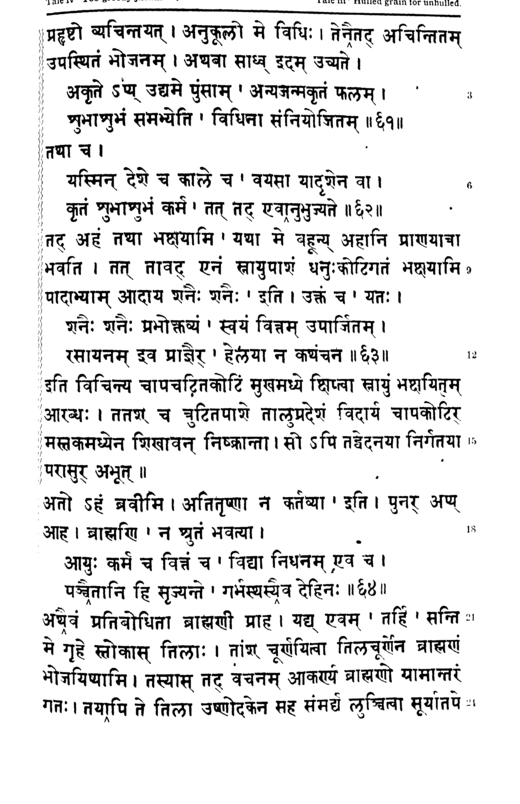 Tale III : Hulled grain for unhulled.
प्रहृष्टो व्यचिन्तयत् । अनुकूलो मे विधिः । तेनैतद् अचिन्तितम्
उपस्थितं भोजनम् । अथवा साध्व् इदम् उच्यते ।
अकृते ऽप्य् उद्यमे पुंसाम् ' अन्यजन्मकृतं फलम् । 3
शुभाशुभं समभ्येति ' विधिना संनियोजितम् ॥६१॥
तथा च ।
यस्मिन् देशे च काले च ' वयसा यादृशेन वा । 6
कृतं शुभाशुभं कर्म ' तत् तद् एवानुभुज्यते ॥६२॥
तद् अहं तथा भक्षयामि ' यथा मे बहून्य् अहानि प्राणयात्रा
भवति । तत् तावद् एनं स्नायुपाशं धनुःकोटिगतं भक्षयामि 9
पादाभ्याम् आदाय शनैः शनैः ' इति । उक्तं च ' यतः ।
शनैः शनैः प्रभोक्तव्यं ' स्वयं वित्तम् उपार्जितम् ।
रसायनम् इव प्राज्ञैर् ' हेलया न कथंचन ॥६३॥ 12
इति विचिन्त्य चापचटितकोटिं मुखमध्ये क्षिप्त्वा स्नायुं भक्षयितुम्
आरब्धः । ततश् च त्रुटितपाशे तालुप्रदेशं विदार्य चापकोटिर्
मस्तकमध्येन शिखावन् निष्क्रान्ता । सो ऽपि तद्वेदनया निर्गतया 15
परासुर् अभूत् ॥
अतो ऽहं ब्रवीमि । अतितृष्णा न कर्तव्या ' इति । पुनर् अप्य्
आह । ब्राह्मणि ' न श्रुतं भवत्या । 18
आयुः कर्म च वित्तं च ' विद्या निधनम् एव च ।
पञ्चैतानि हि सृज्यन्ते ' गर्भस्थस्यैव देहिनः ॥६४॥
अथैवं प्रतिबोधिता ब्राह्मणी प्राह । यद्य् एवम् ' तर्हि ' सन्ति 21
मे गृहे स्तोकास् तिलाः । तांश् चूर्णयित्वा तिलचूर्णेन ब्राह्मणं
भोजयिष्यामि । तस्यास् तद् वचनम् आकर्ण्य ब्राह्मणो ग्रामान्तरं
गतः । तयापि ते तिला उष्णोदकेन सह संमर्द्य लुञ्चित्वा सूर्यातपे 24